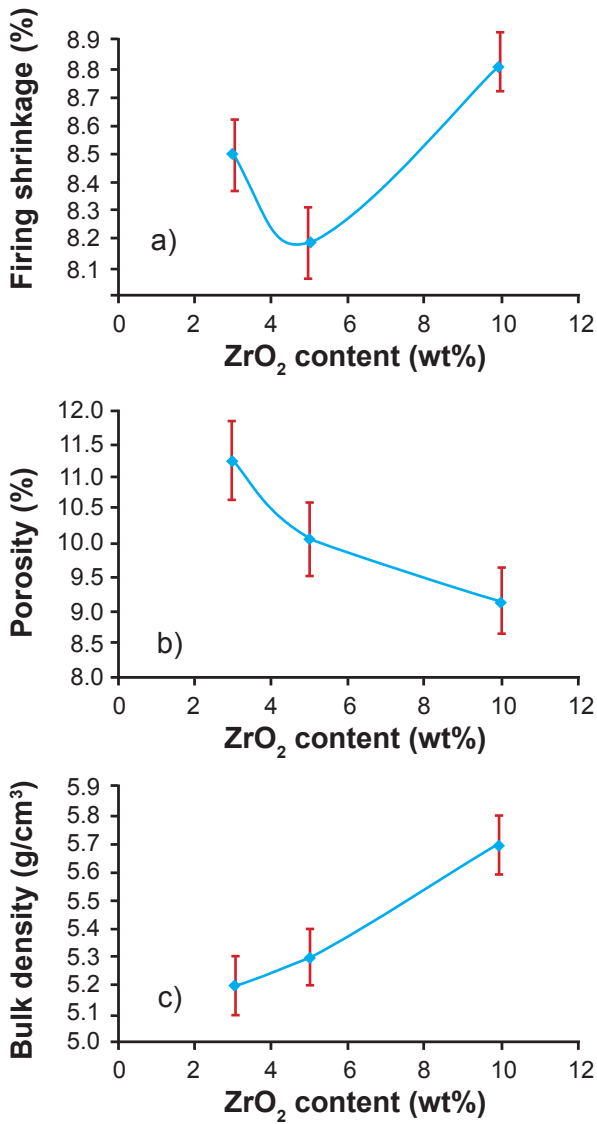 Firing shrinkage (%)
8.9
8.8
8.7
8.6
8.5
8.4
8.3
8.2
8.1
a)
0 2 4 6 8 10 12
ZrO₂ content (wt%)
Porosity (%)
12.0
11.5
11.0
10.5
10.0
9.5
9.0
8.5
8.0
b)
0 2 4 6 8 10 12
ZrO₂ content (wt%)
Bulk density (g/cm³)
5.9
5.8
5.7
5.6
5.5
5.4
5.3
5.2
5.1
5.0
c)
0 2 4 6 8 10 12
ZrO₂ content (wt%)